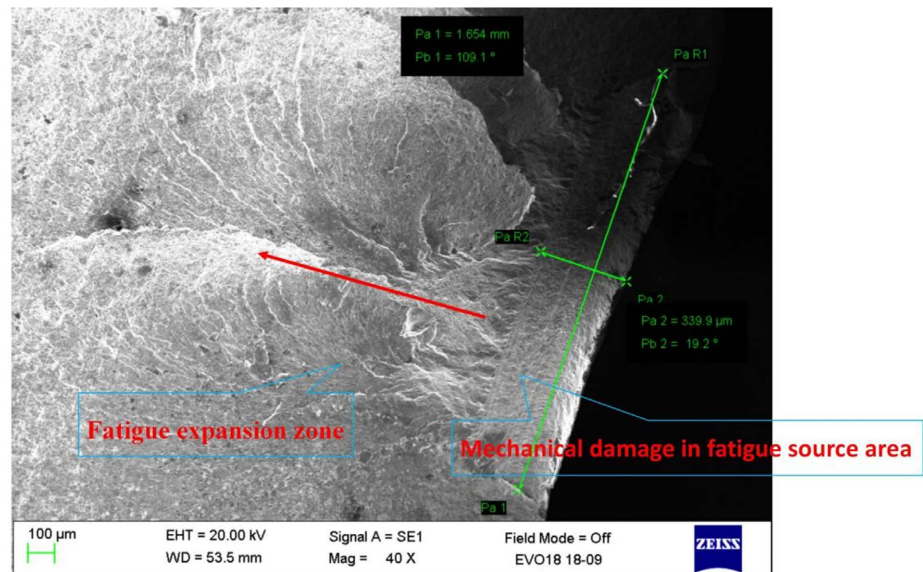 Pa 1 = 1.654 mm
Pb 1 = 109.1 °
Pa R1
Pa R2
Pa 2
Pa 2 = 339.9 µm
Pb 2 = 19.2 °
Fatigue expansion zone
Mechanical damage in fatigue source area
Pa 1
100 µm
EHT = 20.00 kV
Signal A = SE1
Field Mode = Off
WD = 53.5 mm
Mag = 40 X
EVO18 18-09
ZEISS